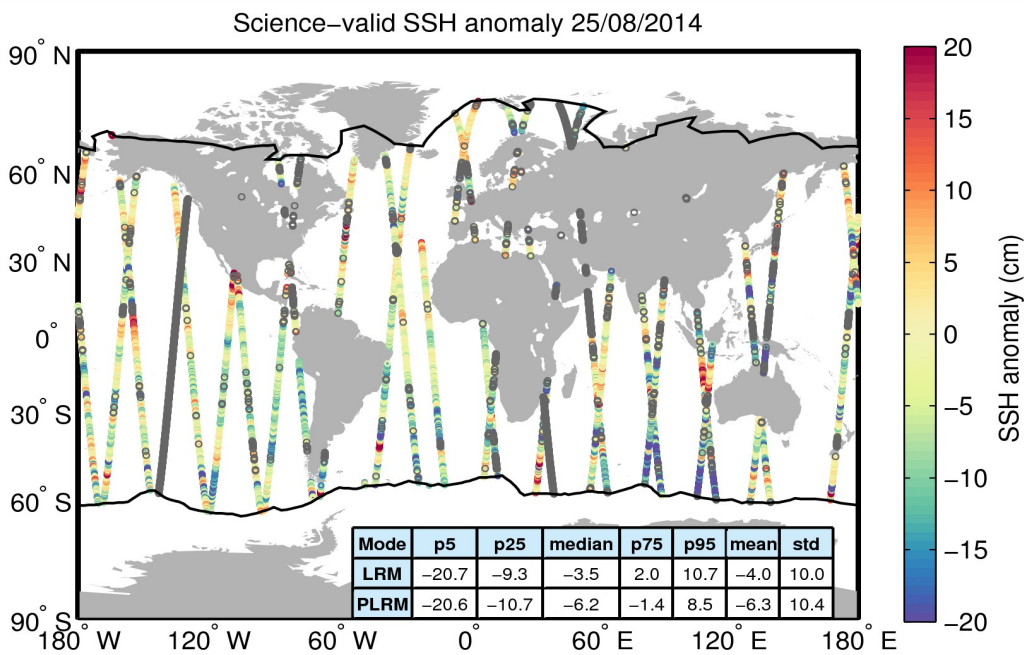 Science−valid SSH anomaly 25/08/2014
90° N
60° N
30° N
0°
30° S
60° S
90° S
180° W
120° W
60° W
0°
60° E
120° E
180° E
20
15
10
5
0
−5
−10
−15
−20
SSH anomaly (cm)
Mode p5 p25 median p75 p95 mean std
LRM −20.7 −9.3 −3.5 2.0 10.7 −4.0 10.0
PLRM −20.6 −10.7 −6.2 −1.4 8.5 −6.3 10.4